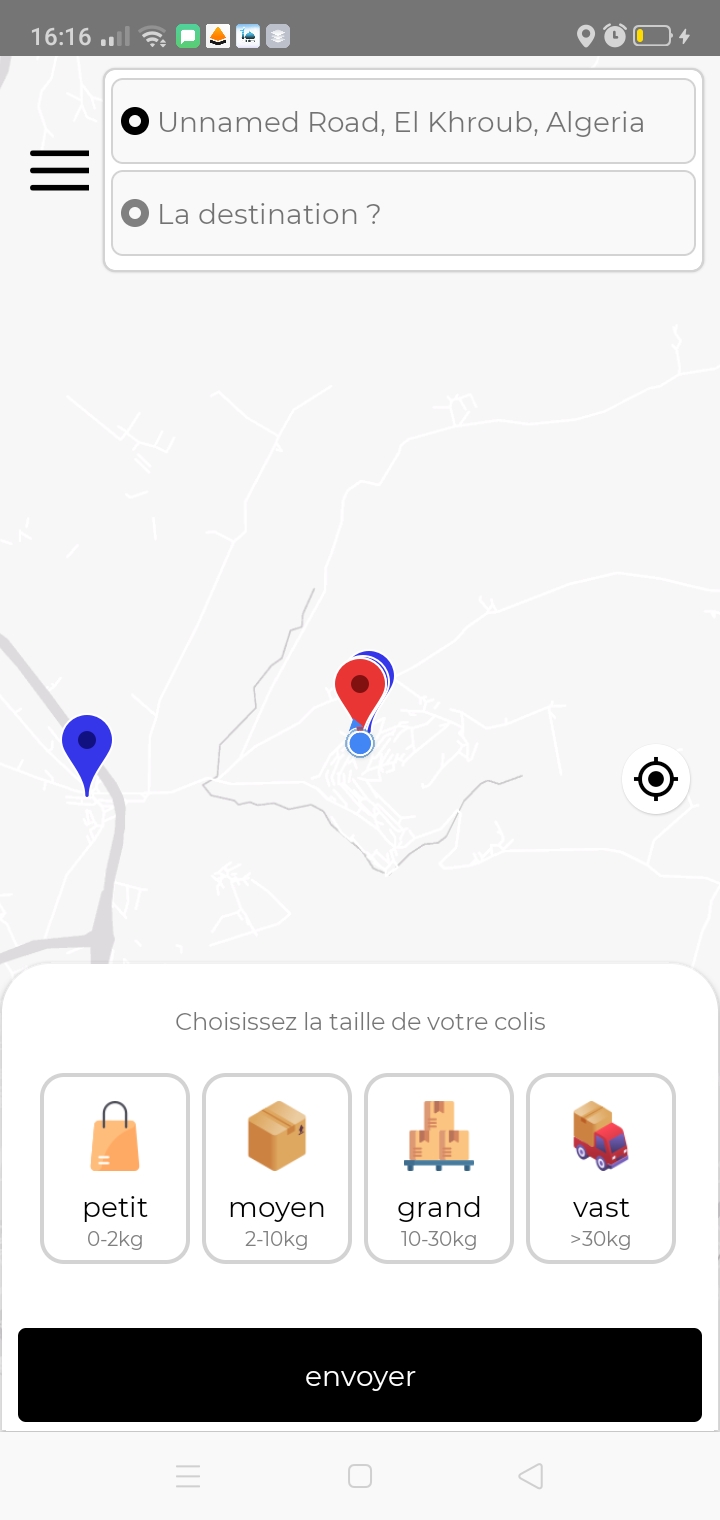 16:16
Unnamed Road, El Khroub, Algeria
La destination ?
Choisissez la taille de votre colis
petit
0-2kg
moyen
2-10kg
grand
10-30kg
vast
>30kg
envoyer